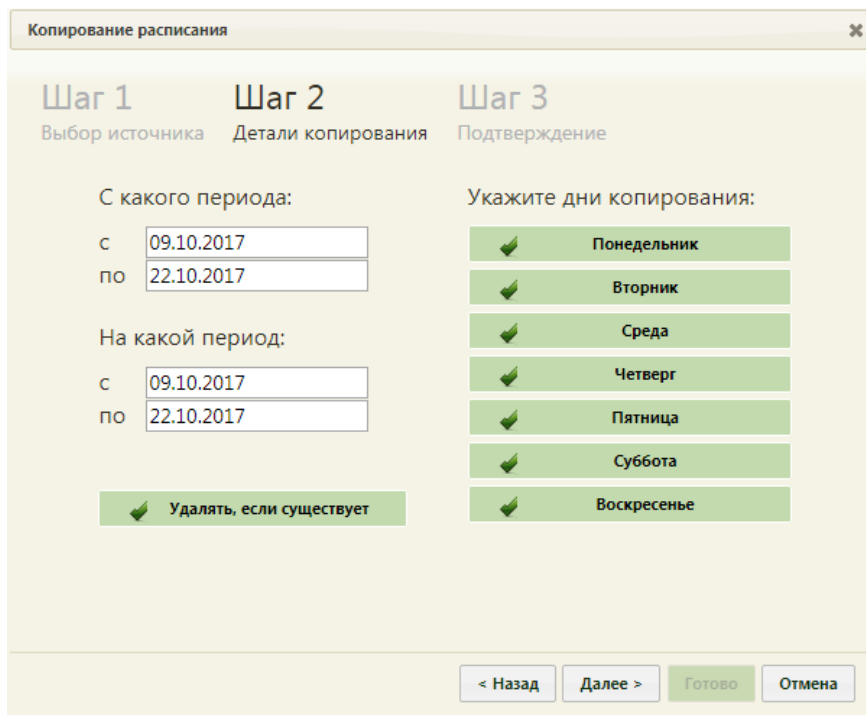 Копирование расписания
Шаг 1
Выбор источника
Шаг 2
Детали копирования
Шаг 3
Подтверждение
С какого периода:
с 09.10.2017
по 22.10.2017
На какой период:
с 09.10.2017
по 22.10.2017
Удалять, если существует
Укажите дни копирования:
Понедельник
Вторник
Среда
Четверг
Пятница
Суббота
Воскресенье
< Назад
Далее >
Готово
Отмена